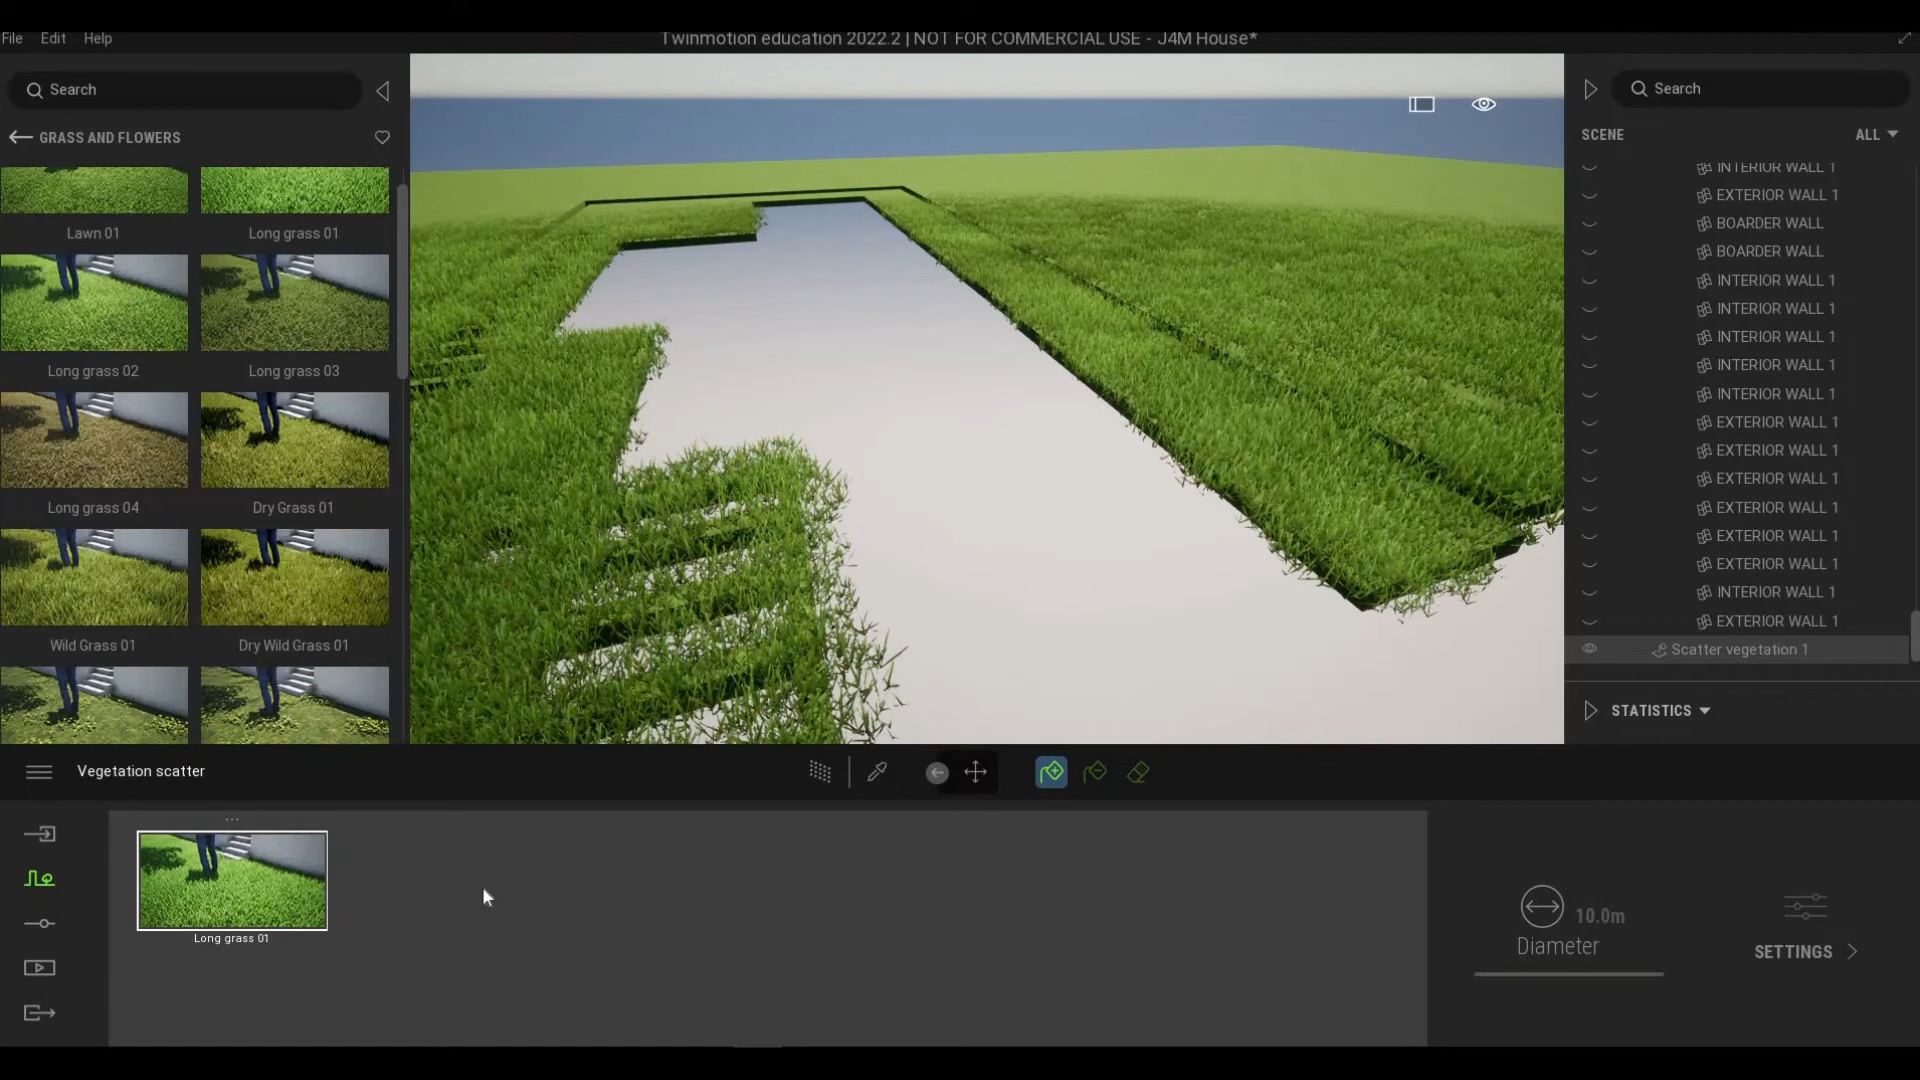 File Edit Help
Twinmotion education 2022.2 | NOT FOR COMMERCIAL USE - J4M House*
Search
GRASS AND FLOWERS
Lawn 01
Long grass 01
Long grass 02
Long grass 03
Long grass 04
Dry Grass 01
Wild Grass 01
Dry Wild Grass 01
Search
SCENE
ALL
INTERIOR WALL 1
EXTERIOR WALL 1
BOARDER WALL
BOARDER WALL
INTERIOR WALL 1
INTERIOR WALL 1
INTERIOR WALL 1
INTERIOR WALL 1
INTERIOR WALL 1
EXTERIOR WALL 1
EXTERIOR WALL 1
EXTERIOR WALL 1
EXTERIOR WALL 1
EXTERIOR WALL 1
EXTERIOR WALL 1
INTERIOR WALL 1
EXTERIOR WALL 1
Scatter vegetation 1
STATISTICS
Vegetation scatter
Long grass 01
10.0m
Diameter
SETTINGS